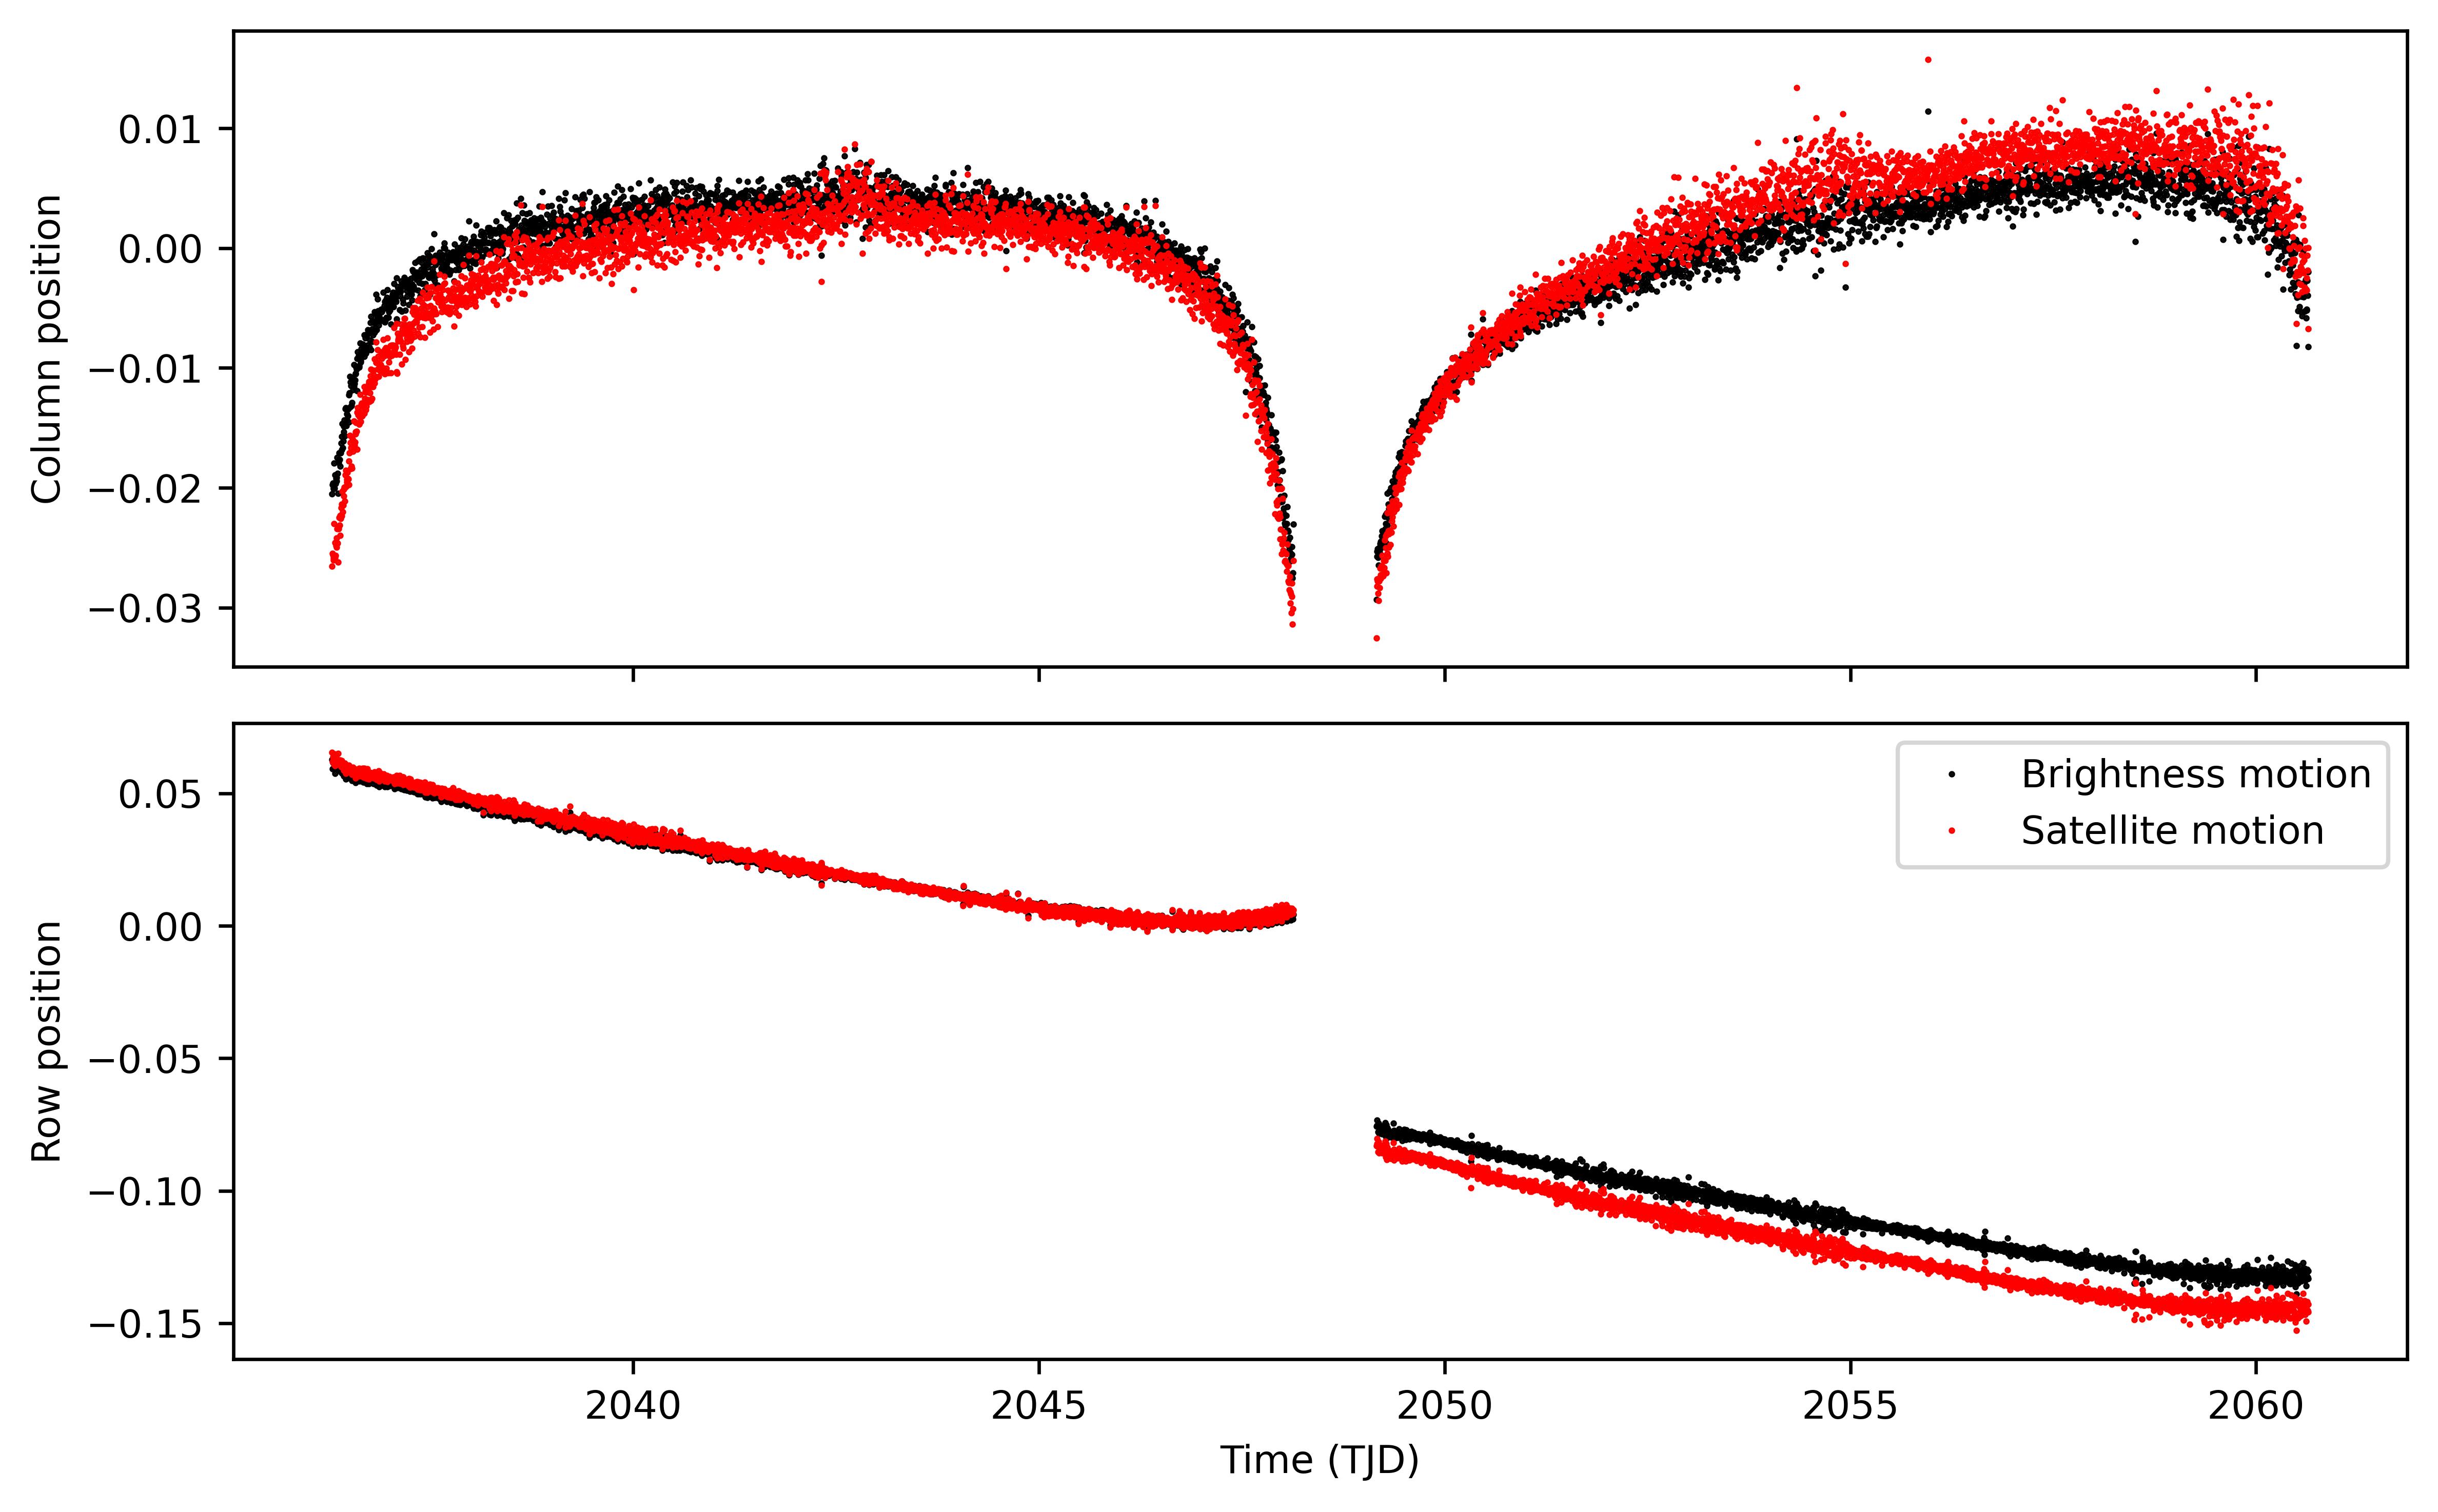 Column position
0.01
0.00
−0.01
−0.02
−0.03
Row position
0.05
0.00
−0.05
−0.10
−0.15
Brightness motion
Satellite motion
2040 2045 2050 2055 2060
Time (TJD)